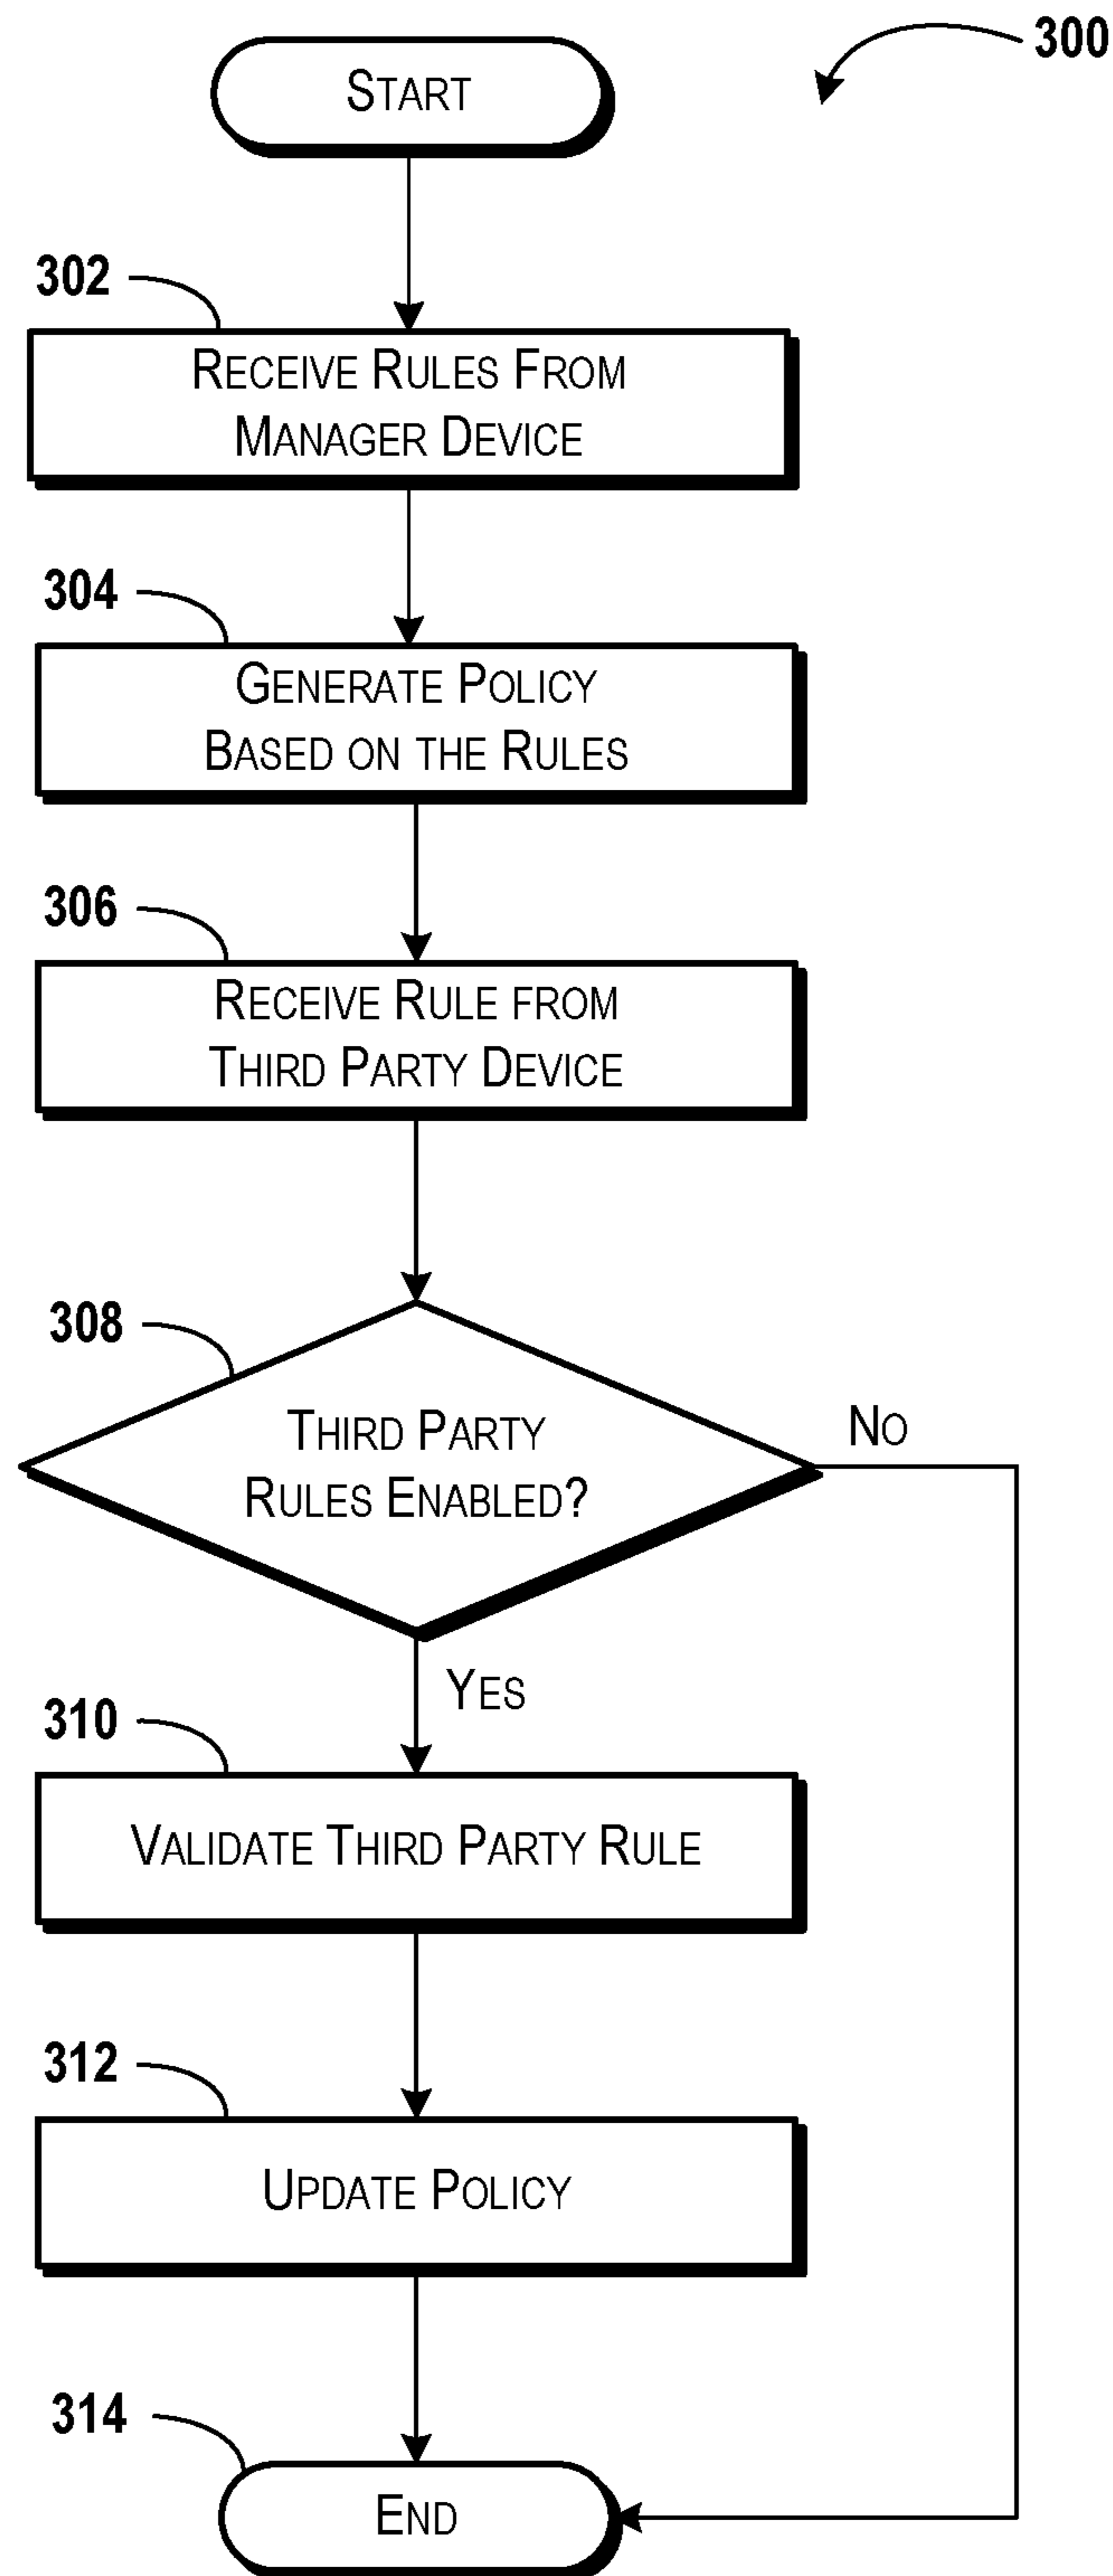 300
START
302
RECEIVE RULES FROM
MANAGER DEVICE
304
GENERATE POLICY
BASED ON THE RULES
306
RECEIVE RULE FROM
THIRD PARTY DEVICE
308
THIRD PARTY
RULES ENABLED?
NO
YES
310
VALIDATE THIRD PARTY RULE
312
UPDATE POLICY
314
END